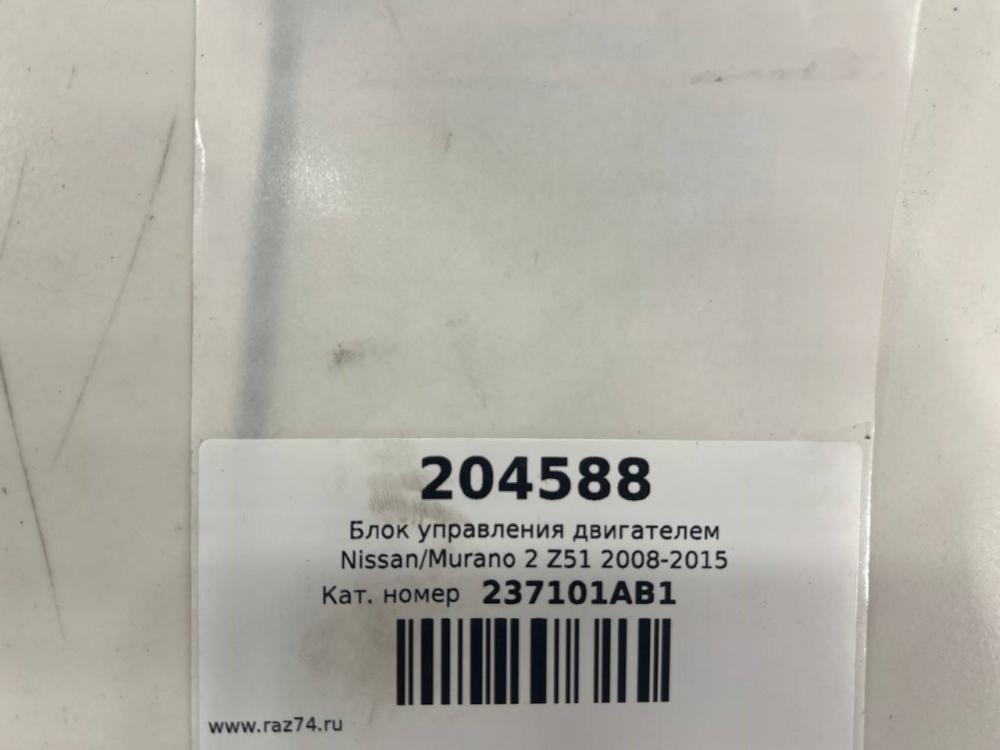 204588
Блок управления двигателем
Nissan/Murano 2 Z51 2008-2015
Кат. номер 237101AB1
www.raz74.ru